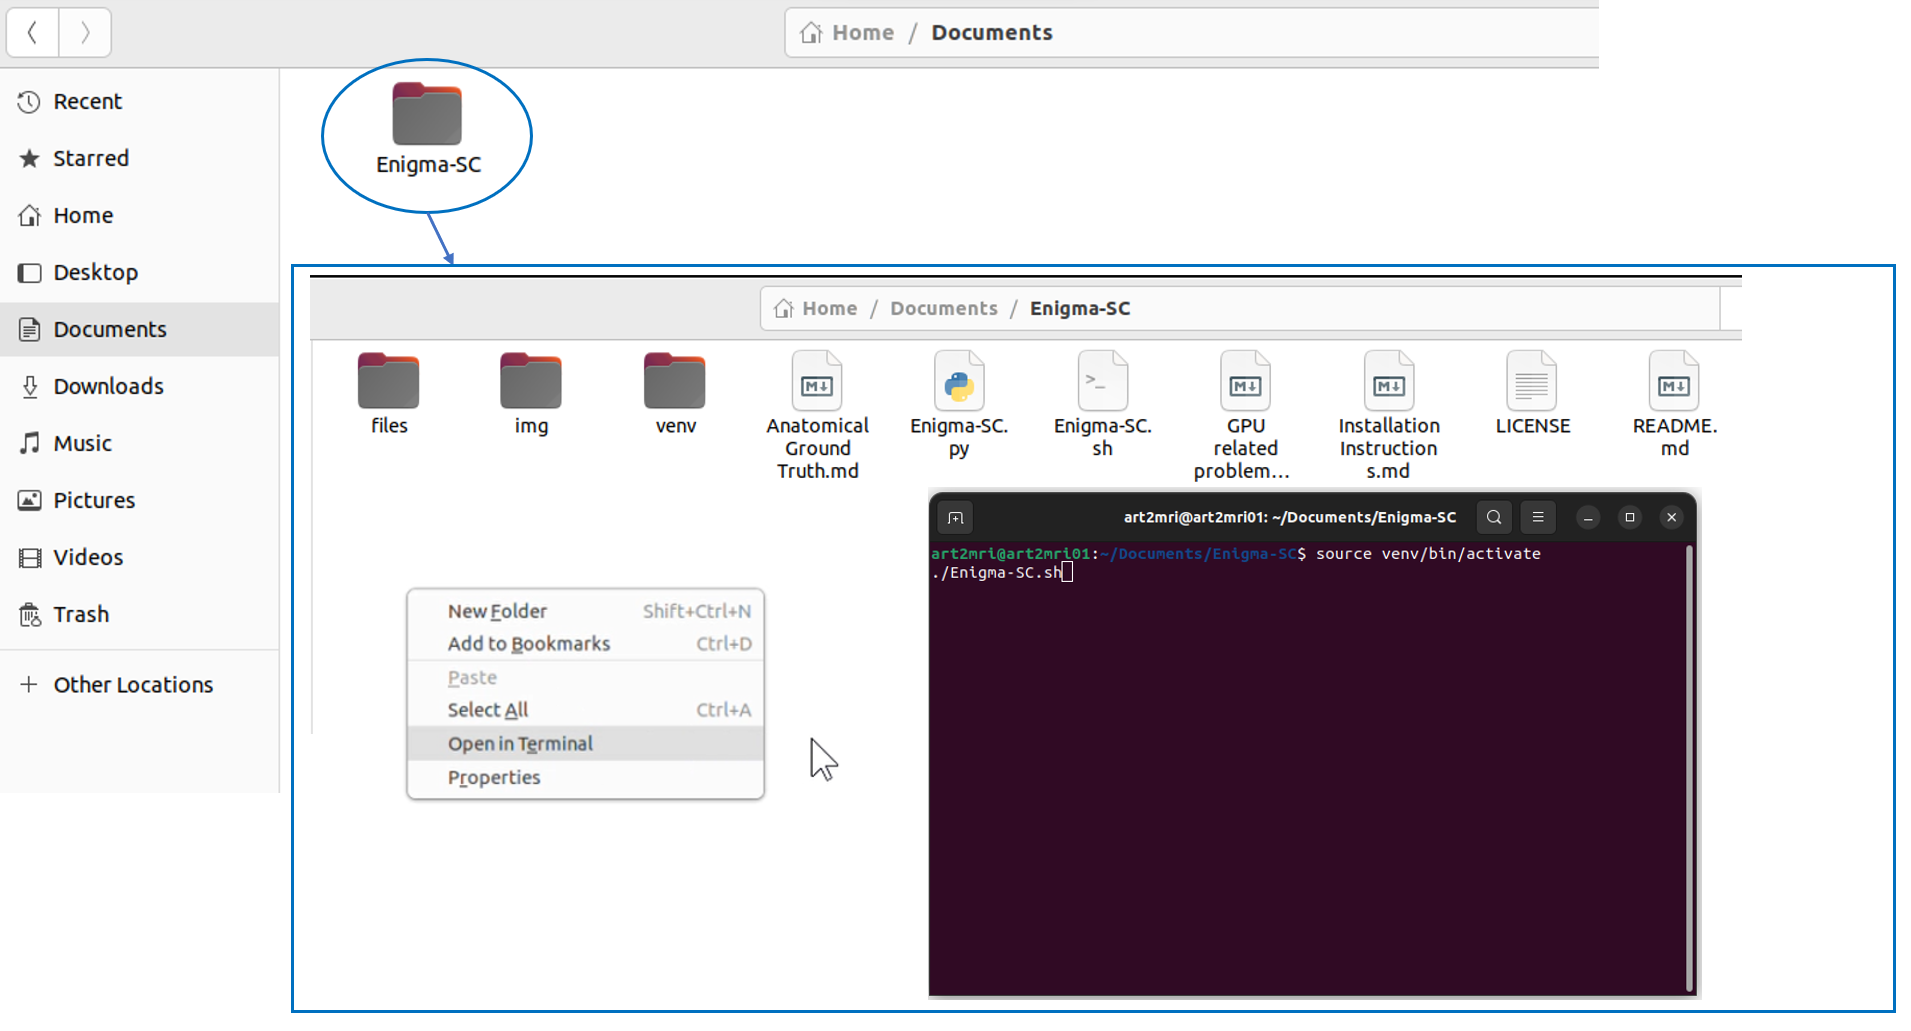 Home / Documents
Recent
Starred
Home
Desktop
Documents
Downloads
Music
Pictures
Videos
Trash
Other Locations
Enigma-SC
Home / Documents / Enigma-SC
files
img
venv
Anatomical
Ground
Truth.md
Enigma-SC.
py
Enigma-SC.
sh
GPU
related
problem...
Installation
Instruction
s.md
LICENSE
README.
md
New Folder Shift+Ctrl+N
Add to Bookmarks Ctrl+D
Paste
Select All Ctrl+A
Open in Terminal
Properties
art2mri@art2mri01: ~/Documents/Enigma-SC
art2mri@art2mri01:~/Documents/Enigma-SC$ source venv/bin/activate
./Enigma-SC.sh